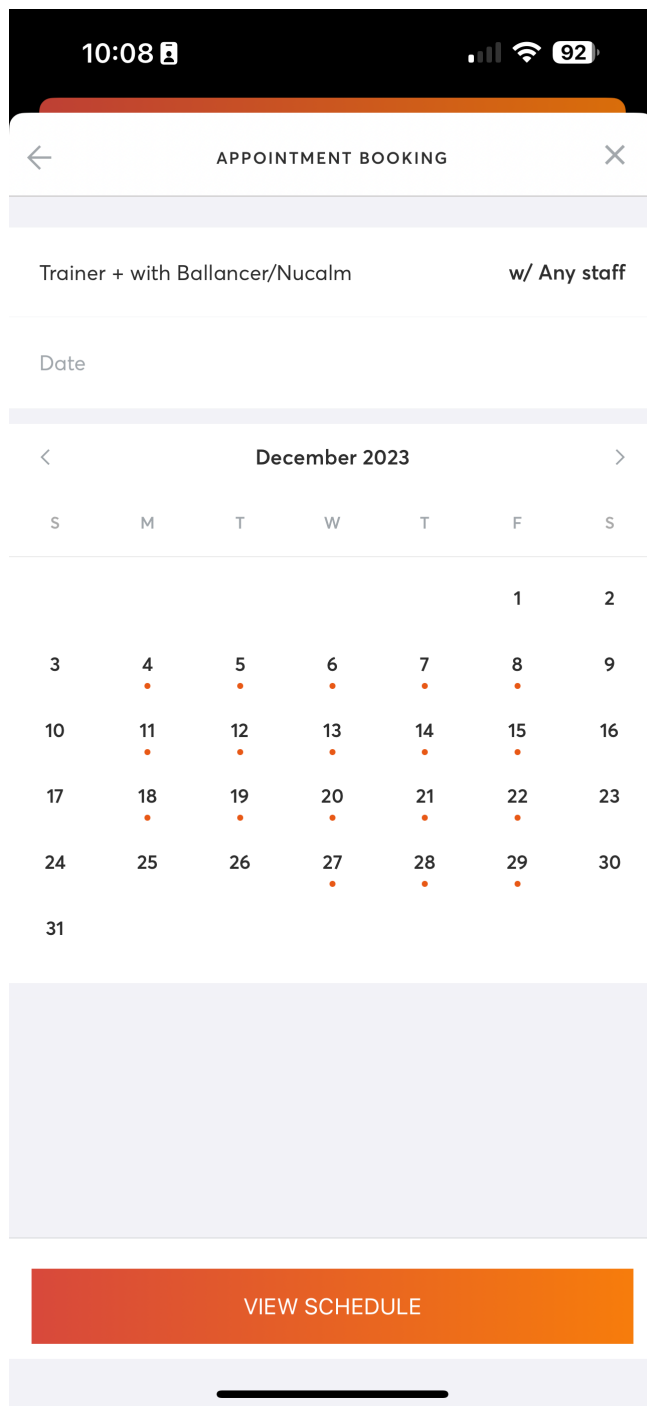 10:08 92
APPOINTMENT BOOKING
Trainer + with Ballancer/Nucalm w/ Any staff
Date
December 2023
S M T W T F S
1 2
3 4 5 6 7 8 9
10 11 12 13 14 15 16
17 18 19 20 21 22 23
24 25 26 27 28 29 30
31
VIEW SCHEDULE